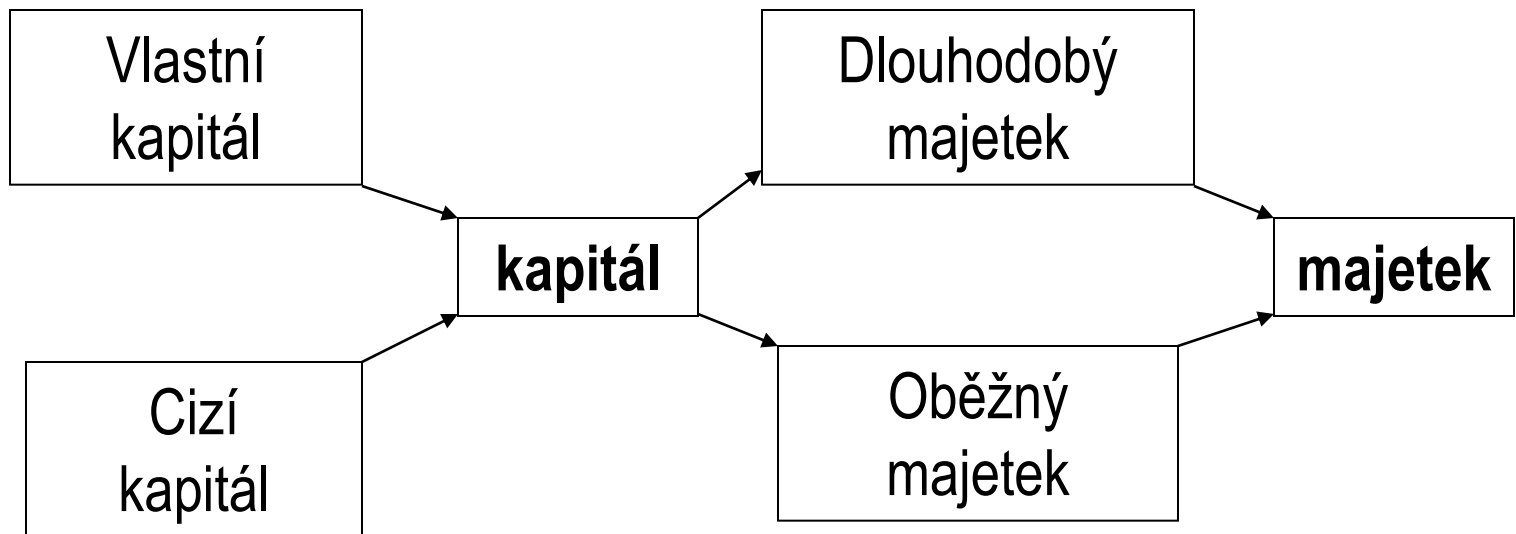 Vlastní
kapitál
Dlouhodobý
majetek
kapitál
majetek
Cizí
kapitál
Oběžný
majetek